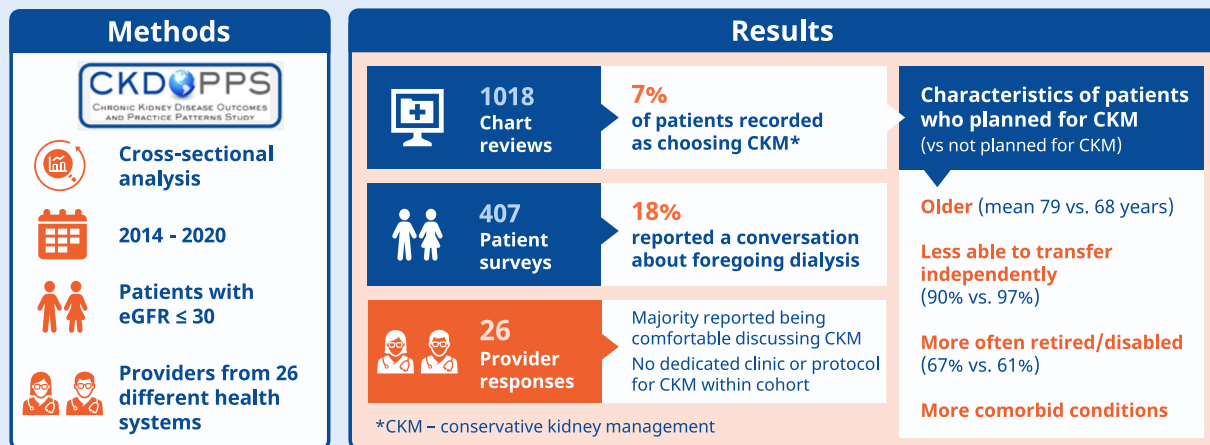 Methods
CKDOPPS
CHRONIC KIDNEY DISEASE OUTCOMES
AND PRACTICE PATTERNS STUDY
Cross-sectional
analysis
2014 - 2020
Patients with
eGFR ≤ 30
Providers from 26
different health
systems
Results
1018
Chart
reviews
7%
of patients recorded
as choosing CKM*
407
Patient
surveys
18%
reported a conversation
about foregoing dialysis
26
Provider
responses
Majority reported being
comfortable discussing CKM
No dedicated clinic or protocol
for CKM within cohort
*CKM – conservative kidney management
Characteristics of patients
who planned for CKM
(vs not planned for CKM)
Older (mean 79 vs. 68 years)
Less able to transfer
independently
(90% vs. 97%)
More often retired/disabled
(67% vs. 61%)
More comorbid conditions